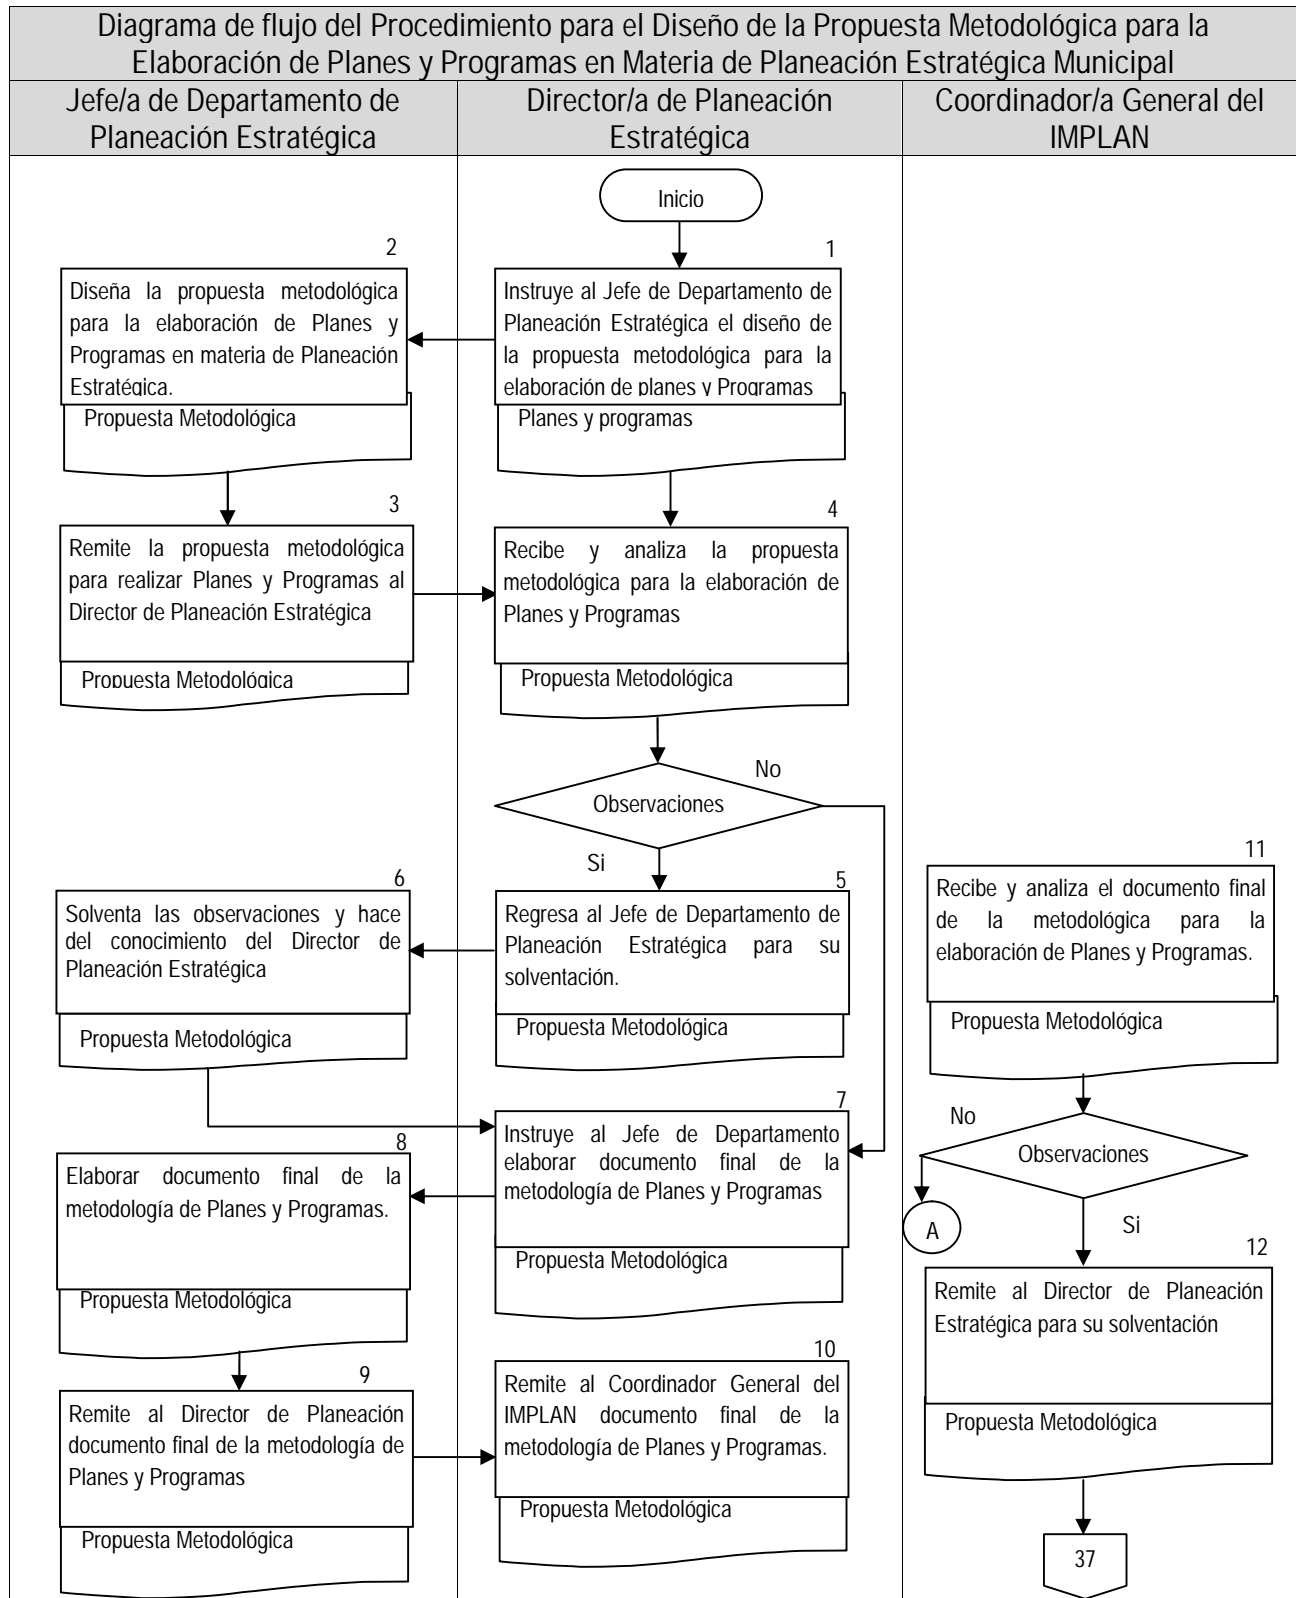 Diagrama de flujo del Procedimiento para el Diseño de la Propuesta Metodológica para la
Elaboración de Planes y Programas en Materia de Planeación Estratégica Municipal
Jefe/a de Departamento de
Planeación Estratégica
Director/a de Planeación
Estratégica
Coordinador/a General del
IMPLAN
Inicio
1
Instruye al Jefe de Departamento de
Planeación Estratégica el diseño de
la propuesta metodológica para la
elaboración de planes y Programas
Planes y programas
2
Diseña la propuesta metodológica
para la elaboración de Planes y
Programas en materia de Planeación
Estratégica.
Propuesta Metodológica
3
Remite la propuesta metodológica
para realizar Planes y Programas al
Director de Planeación Estratégica
Propuesta Metodológica
4
Recibe y analiza la propuesta
metodológica para la elaboración de
Planes y Programas
Propuesta Metodológica
Observaciones
No
Si
5
Regresa al Jefe de Departamento de
Planeación Estratégica para su
solventación.
Propuesta Metodológica
6
Solventa las observaciones y hace
del conocimiento del Director de
Planeación Estratégica
Propuesta Metodológica
7
Instruye al Jefe de Departamento
elaborar documento final de la
metodología de Planes y Programas
Propuesta Metodológica
8
Elaborar documento final de la
metodología de Planes y Programas.
Propuesta Metodológica
9
Remite al Director de Planeación
documento final de la metodología de
Planes y Programas
Propuesta Metodológica
10
Remite al Coordinador General del
IMPLAN documento final de la
metodología de Planes y Programas.
Propuesta Metodológica
11
Recibe y analiza el documento final
de la metodológica para la
elaboración de Planes y Programas.
Propuesta Metodológica
No
Observaciones
A
Si
12
Remite al Director de Planeación
Estratégica para su solventación
Propuesta Metodológica
37